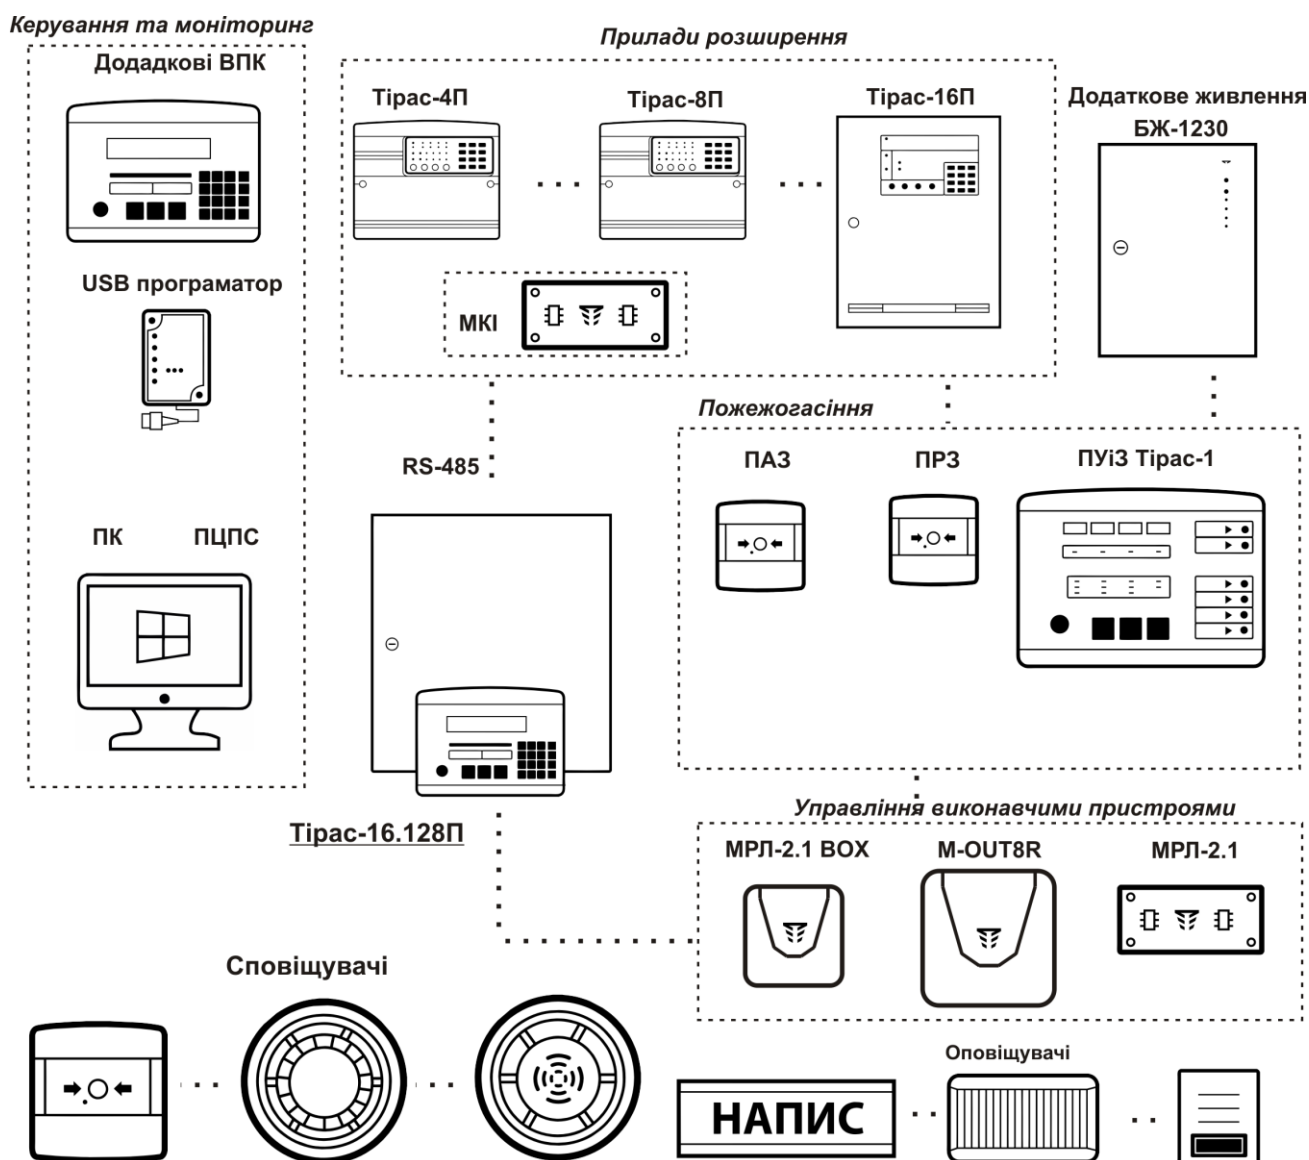 Керування та моніторинг
Додадкові ВПК
USB програматор
ПК ПЦПС
Прилади розширення
Тірас-4П Тірас-8П Тірас-16П
МКІ
Додаткове живлення
БЖ-1230
RS-485
Тірас-16.128П
Пожежогасіння
ПАЗ ПРЗ ПУіЗ Тірас-1
Управління виконавчими пристроями
МРЛ-2.1 BOX M-OUT8R МРЛ-2.1
Сповіщувачі
Оповіщувачі
НАПИС